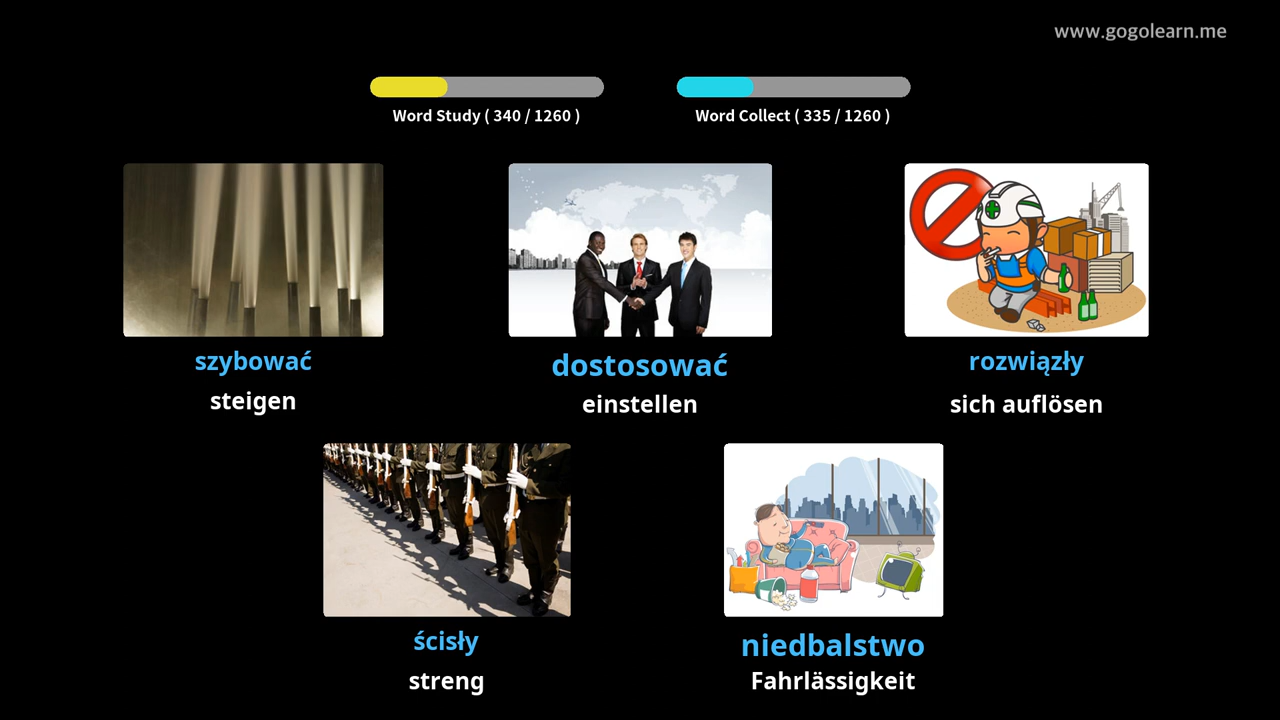 www.gogolearn.me
Word Study ( 340 / 1260 )
Word Collect ( 335 / 1260 )
szybować
dostosować
rozwiązły
steigen
einstellen
sich auflösen
ścisły
niedbalstwo
streng
Fahrlässigkeit